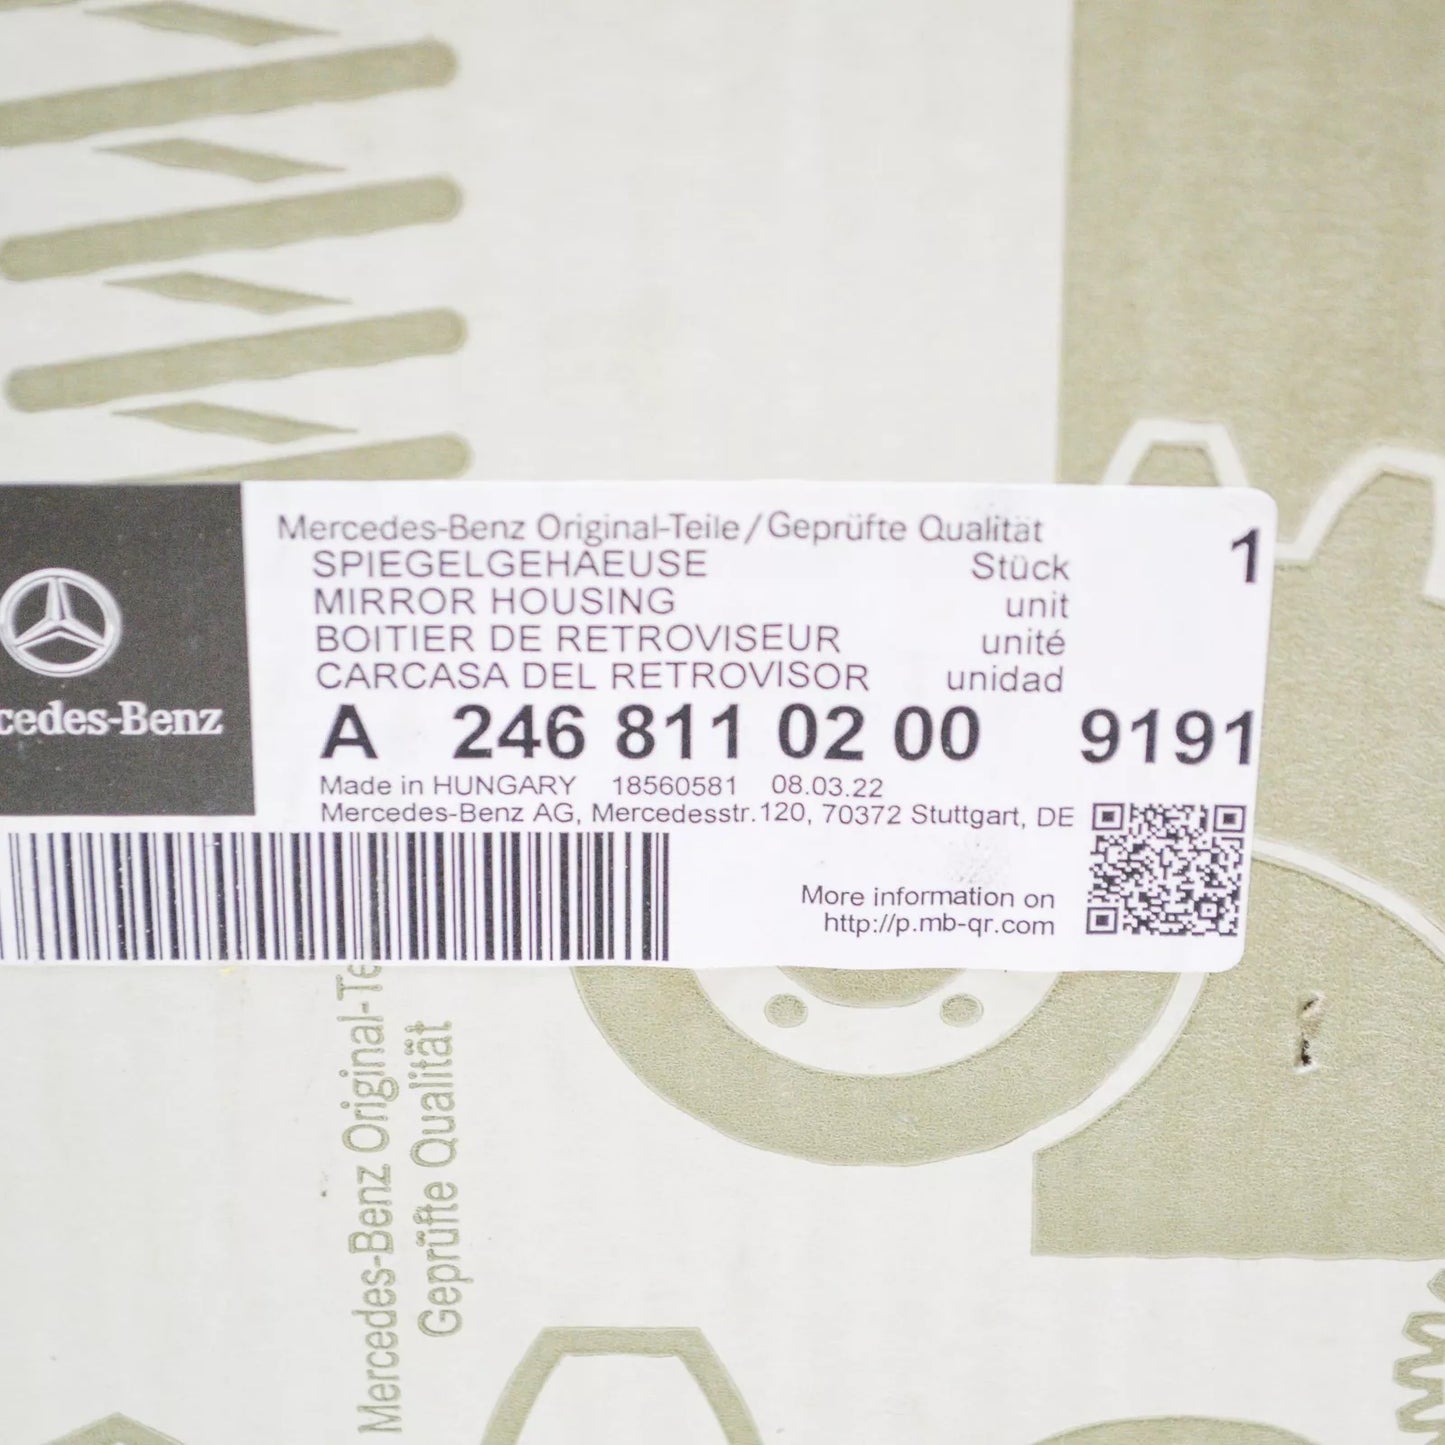 Mercedes-Benz Original-Teile/Geprüfte Qualität
SPIEGELGEHAEUSE Stück 1
MIRROR HOUSING unit
BOITIER DE RETROVISEUR unité
CARCASA DEL RETROVISOR unidad
A 246 811 02 00 9191
Made in HUNGARY 18560581 08.03.22
Mercedes-Benz AG, Mercedesstr.120, 70372 Stuttgart, DE
More information on
http://p.mb-qr.com
cedes-Benz
Mercedes-Benz Original-Te
Geprüfte Qualität